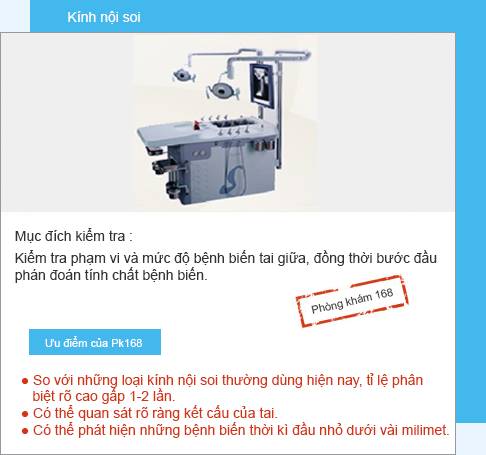 Kính nội soi
Mục đích kiểm tra :
Kiểm tra phạm vi và mức độ bệnh biến tai giữa, đồng thời bước đầu
phán đoán tính chất bệnh biến.
Phòng khám 168
Ưu điểm của Pk168
● So với những loại kính nội soi thường dùng hiện nay, tỉ lệ phân
biệt rõ cao gấp 1-2 lần.
● Có thể quan sát rõ ràng kết cấu của tai.
● Có thể phát hiện những bệnh biến thời kì đầu nhỏ dưới vài milimet.